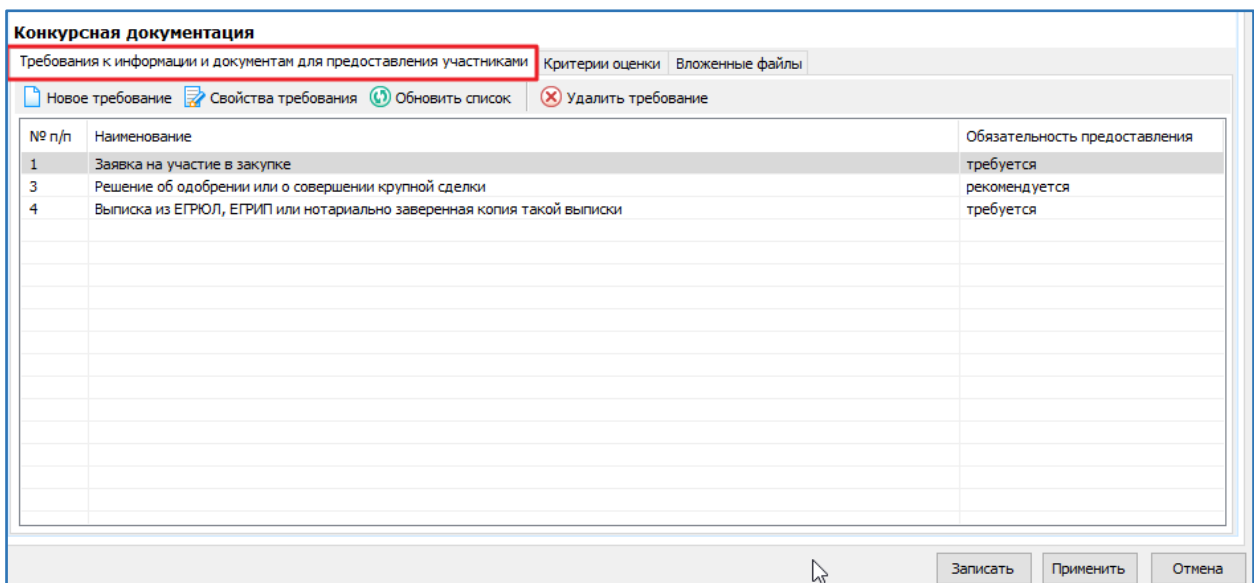 Конкурсная документация
Требования к информации и документам для предоставления участниками Критерии оценки Вложенные файлы
Новое требование Свойства требования Обновить список Удалить требование
№ п/п Наименование Обязательность предоставления
1 Заявка на участие в закупке требуется
3 Решение об одобрении или о совершении крупной сделки рекомендуется
4 Выписка из ЕГРЮЛ, ЕГРИП или нотариально заверенная копия такой выписки требуется
Записать Применить Отмена